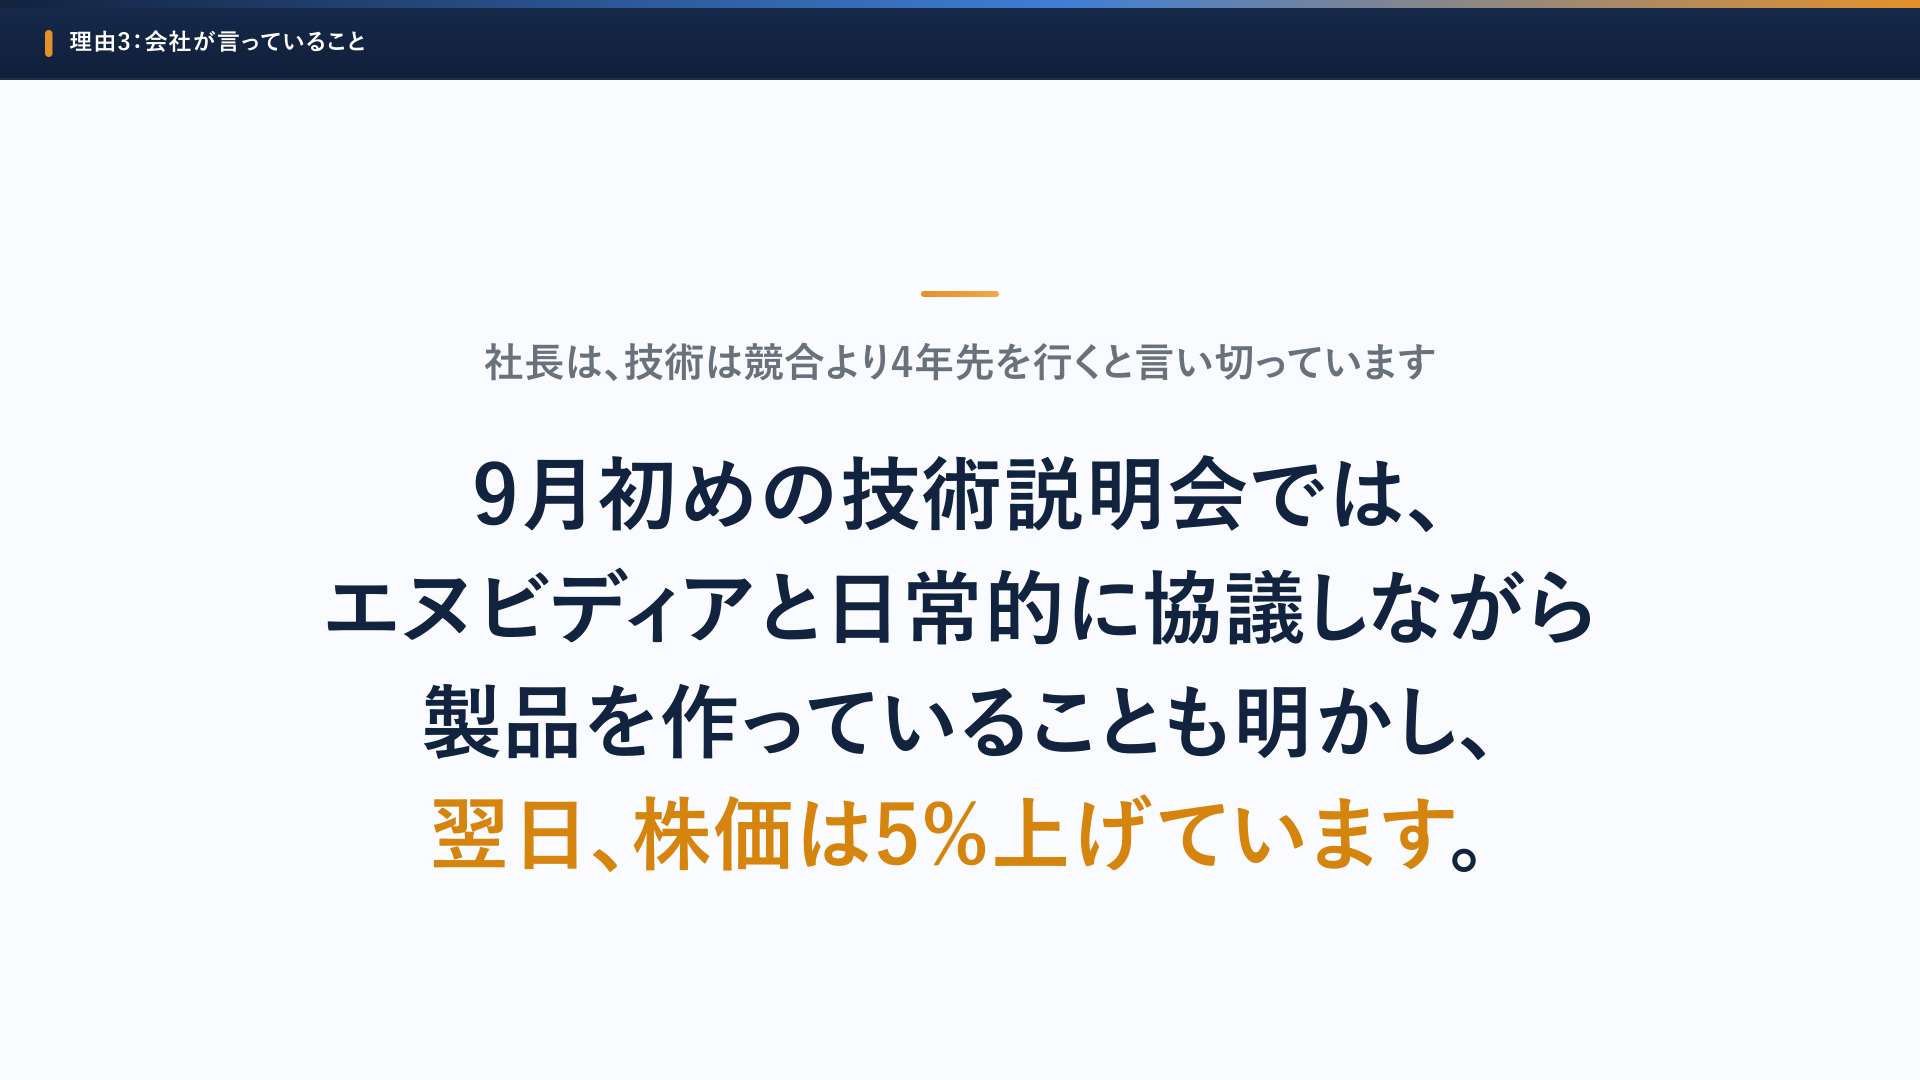 理由3：会社が言っていること
社長は、技術は競合より4年先を行くと言い切っています
9月初めの技術説明会では、
エヌビディアと日常的に協議しながら
製品を作っていることも明かし、
翌日、株価は5%上げています。